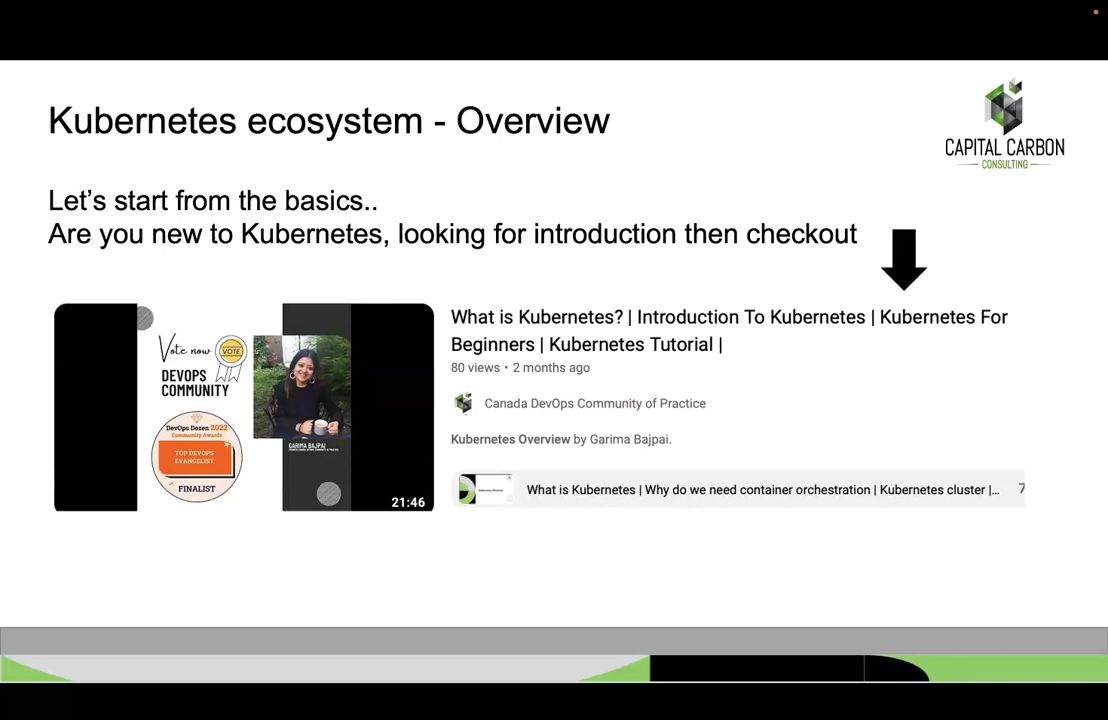 Kubernetes ecosystem - Overview
CAPITAL CARBON
CONSULTING
Let's start from the basics..
Are you new to Kubernetes, looking for introduction then checkout
What is Kubernetes? | Introduction To Kubernetes | Kubernetes For
Beginners | Kubernetes Tutorial |
80 views • 2 months ago
Canada DevOps Community of Practice
Kubernetes Overview by Garima Bajpai.
What is Kubernetes | Why do we need container orchestration | Kubernetes cluster |...
7
Vote now
VOTE
DEVOPS
COMMUNITY
DevOps Dozen 2022
Community Awards
TOP DEVOPS
EVANGELIST
FINALIST
GARIMA BAJPAI
21:46